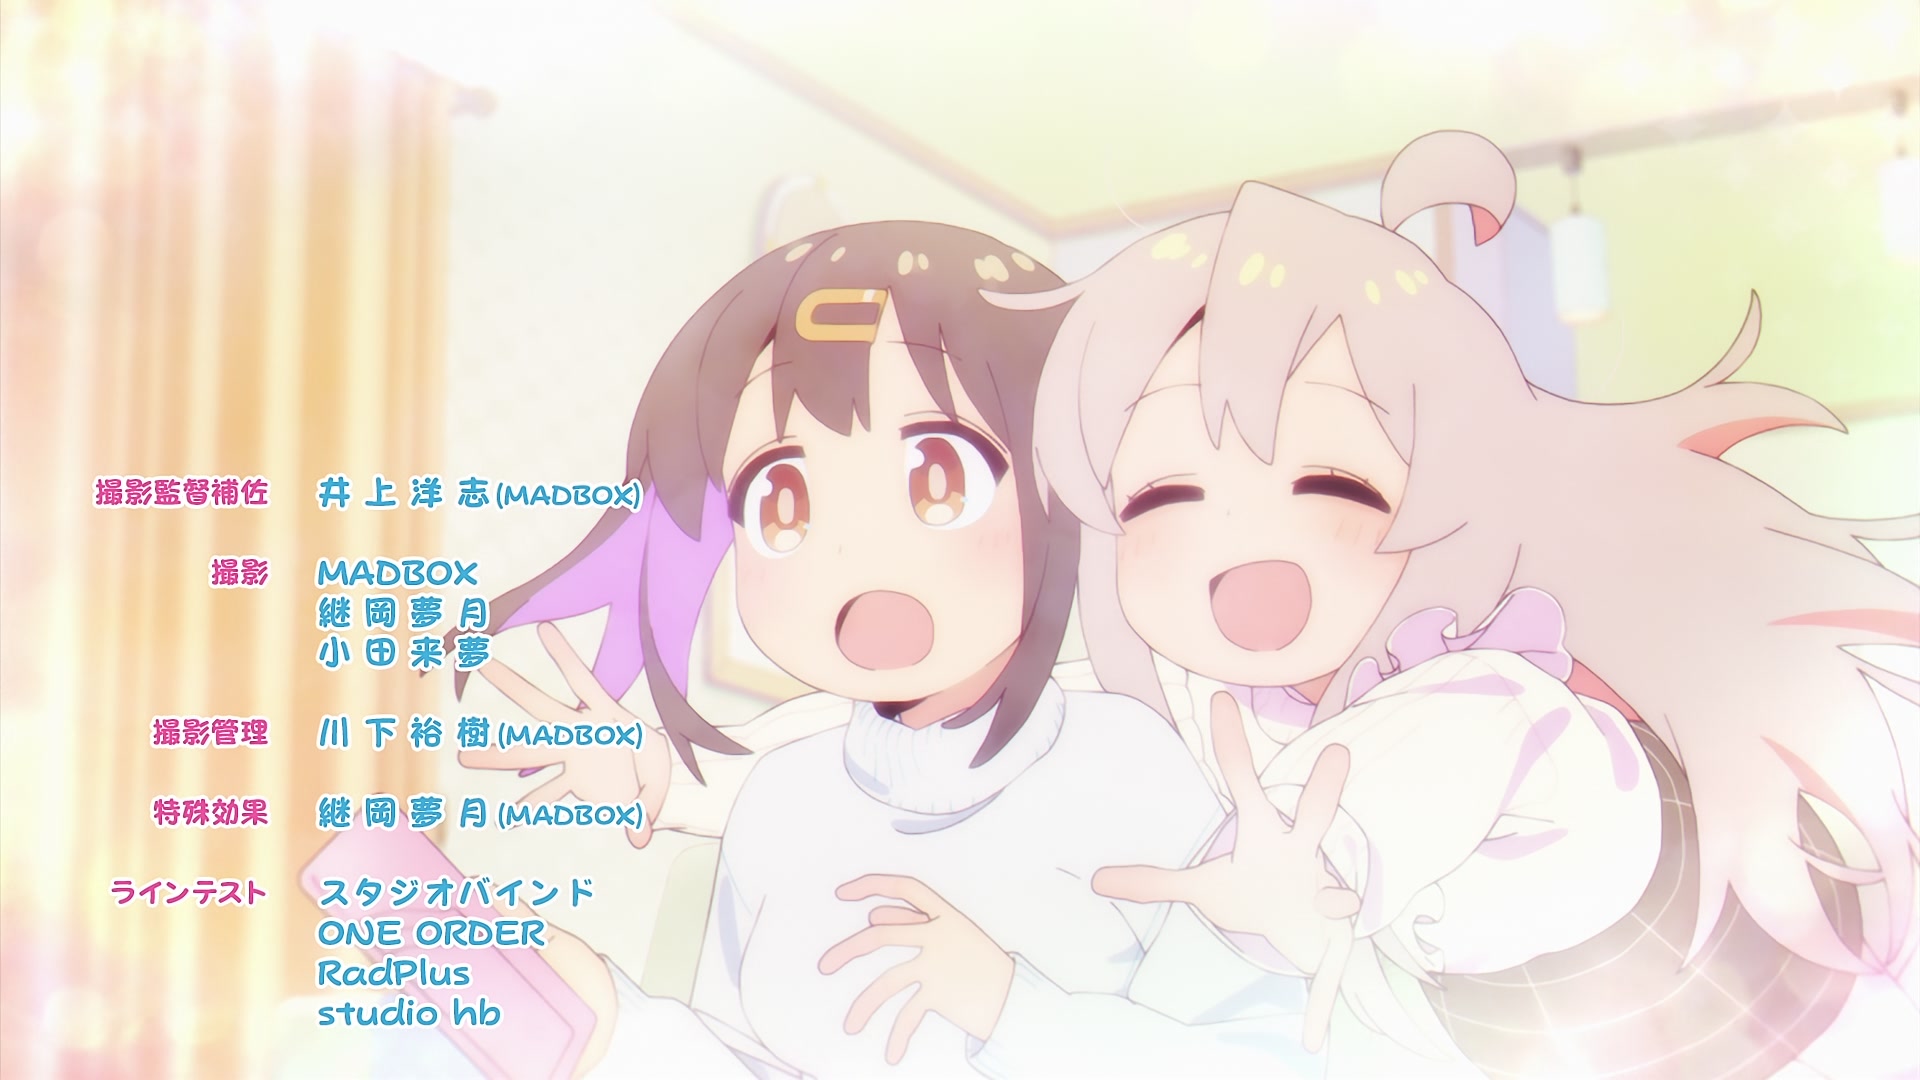 撮影監督補佐 井上洋志(MADBOX)
撮影 MADBOX
継岡夢月
小田来夢
撮影管理 川下裕樹(MADBOX)
特殊効果 継岡夢月(MADBOX)
ラインテスト スタジオバインド
ONE ORDER
RadPlus
studio hb